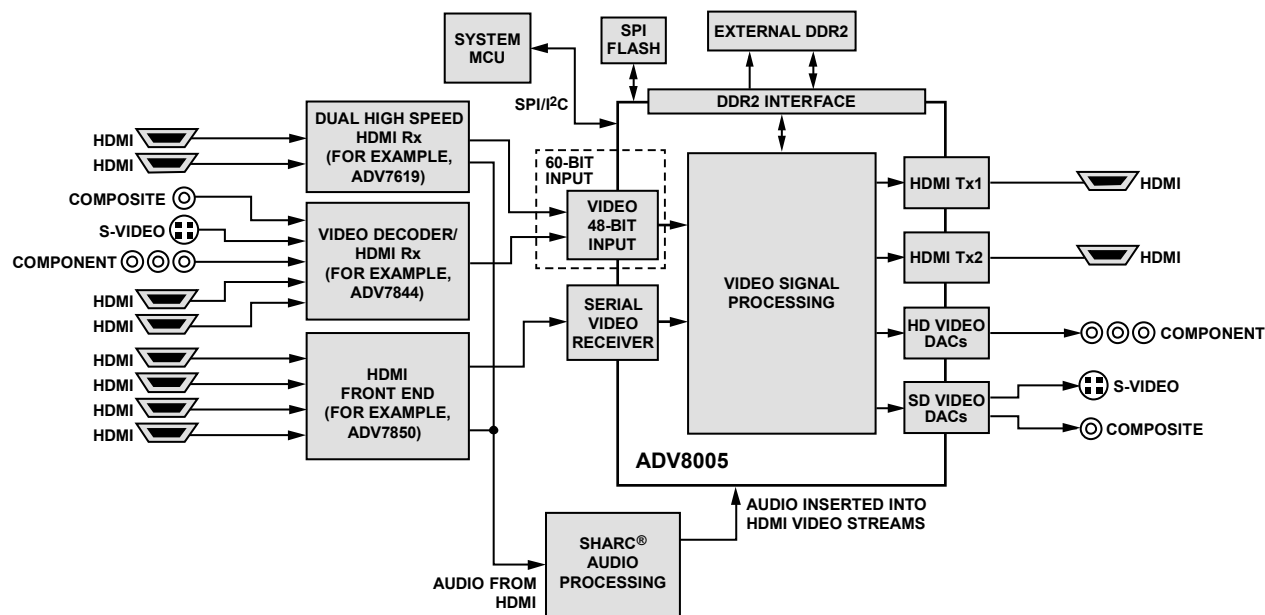 SYSTEM
MCU
SPI
FLASH
EXTERNAL DDR2
SPI/I²C
DDR2 INTERFACE
HDMI
HDMI
DUAL HIGH SPEED
HDMI Rx
(FOR EXAMPLE,
ADV7619)
COMPOSITE
S-VIDEO
COMPONENT
HDMI
HDMI
VIDEO DECODER/
HDMI Rx
(FOR EXAMPLE,
ADV7844)
HDMI
HDMI
HDMI
HDMI
HDMI
FRONT END
(FOR EXAMPLE,
ADV7850)
60-BIT
INPUT
VIDEO
48-BIT
INPUT
SERIAL
VIDEO
RECEIVER
VIDEO SIGNAL
PROCESSING
HDMI Tx1
HDMI
HDMI Tx2
HDMI
HD VIDEO
DACs
COMPONENT
SD VIDEO
DACs
S-VIDEO
COMPOSITE
ADV8005
AUDIO INSERTED INTO
HDMI VIDEO STREAMS
SHARC®
AUDIO
PROCESSING
AUDIO FROM
HDMI